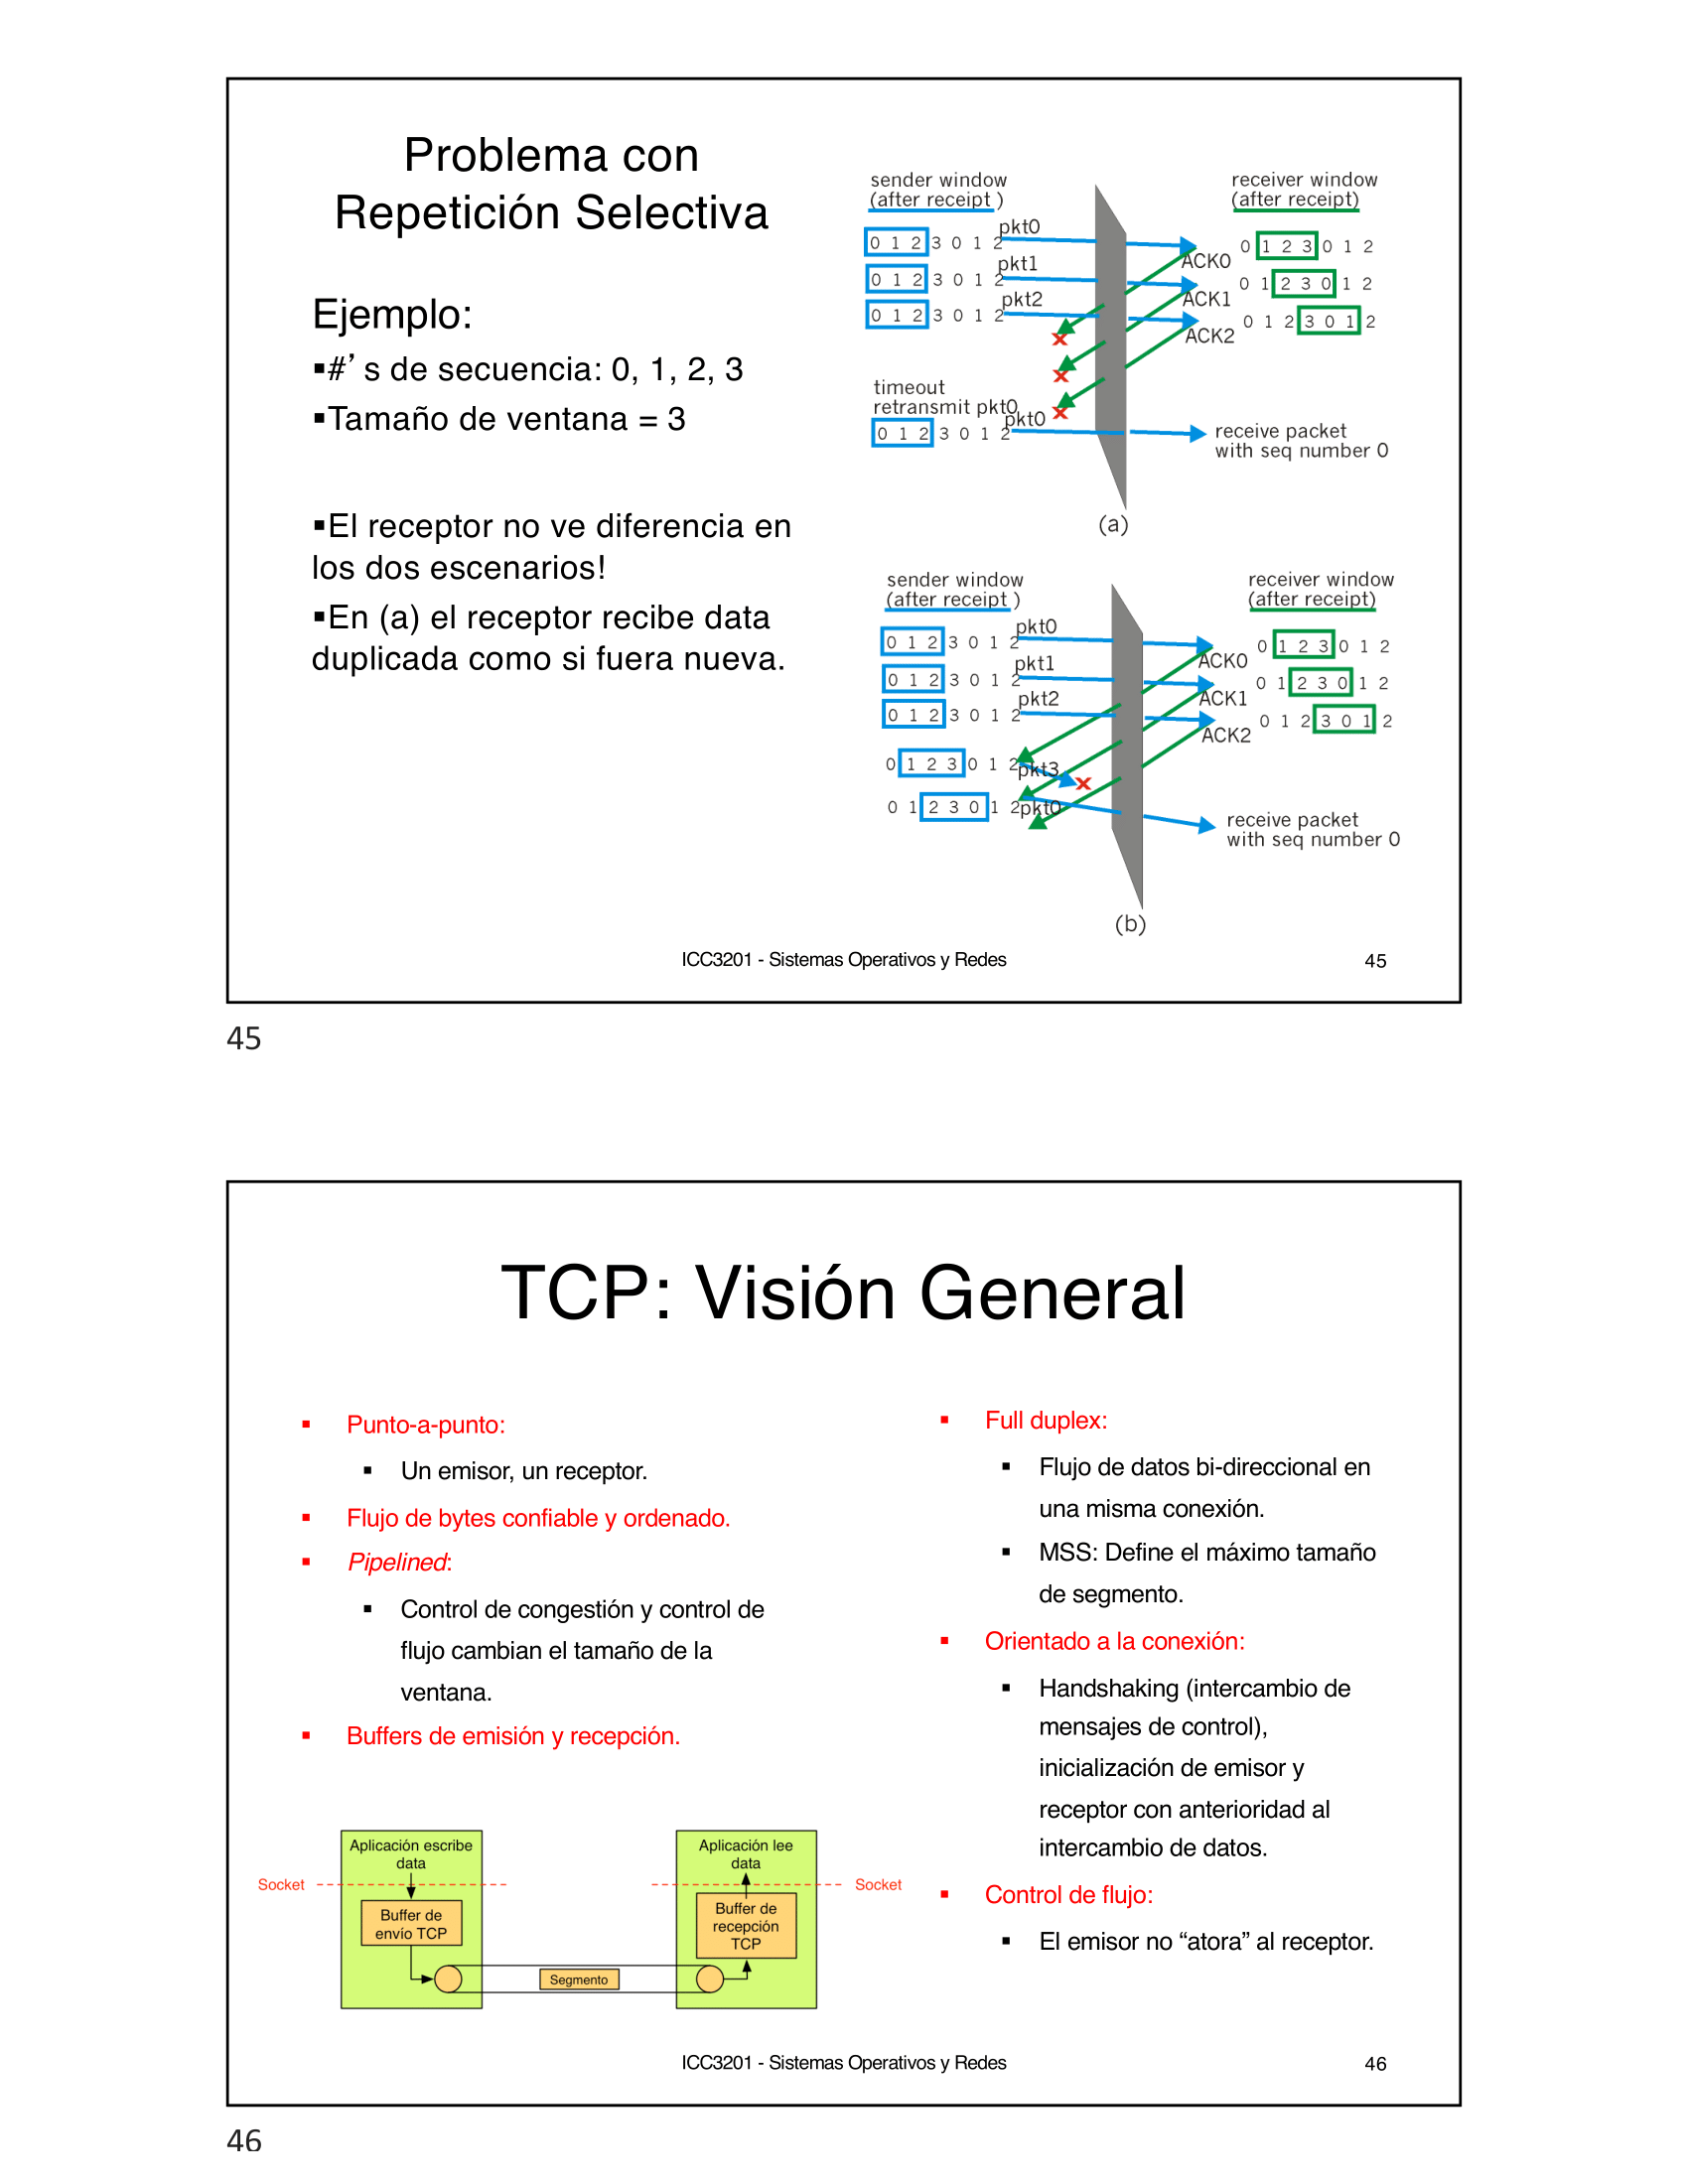 Problema con
Repetición Selectiva
Ejemplo:
▪#’s de secuencia: 0, 1, 2, 3
▪Tamaño de ventana = 3
▪El receptor no ve diferencia en
los dos escenarios!
▪En (a) el receptor recibe data
duplicada como si fuera nueva.
sender window
(after receipt )
receiver window
(after receipt)
0 1 2 3 0 1 2
pkt0
ACK0
0 1 2 3 0 1 2
0 1 2 3 0 1 2
pkt1
ACK1
0 1 2 3 0 1 2
0 1 2 3 0 1 2
pkt2
ACK2
0 1 2 3 0 1 2
timeout
retransmit pkt0
0 1 2 3 0 1 2
pkt0
receive packet
with seq number 0
(a)
sender window
(after receipt )
receiver window
(after receipt)
0 1 2 3 0 1 2
pkt0
ACK0
0 1 2 3 0 1 2
0 1 2 3 0 1 2
pkt1
ACK1
0 1 2 3 0 1 2
0 1 2 3 0 1 2
pkt2
ACK2
0 1 2 3 0 1 2
0 1 2 3 0 1 2
pkt3
0 1 2 3 0 1 2
pkt0
receive packet
with seq number 0
(b)
ICC3201 - Sistemas Operativos y Redes
45
45
TCP: Visión General
▪ Punto-a-punto:
▪ Un emisor, un receptor.
▪ Flujo de bytes confiable y ordenado.
▪ Pipelined:
▪ Control de congestión y control de
flujo cambian el tamaño de la
ventana.
▪ Buffers de emisión y recepción.
▪ Full duplex:
▪ Flujo de datos bi-direccional en
una misma conexión.
▪ MSS: Define el máximo tamaño
de segmento.
▪ Orientado a la conexión:
▪ Handshaking (intercambio de
mensajes de control),
inicialización de emisor y
receptor con anterioridad al
intercambio de datos.
▪ Control de flujo:
▪ El emisor no “atora” al receptor.
Aplicación escribe
data
Socket
Buffer de
envío TCP
Segmento
Aplicación lee
data
Socket
Buffer de
recepción
TCP
ICC3201 - Sistemas Operativos y Redes
46
46